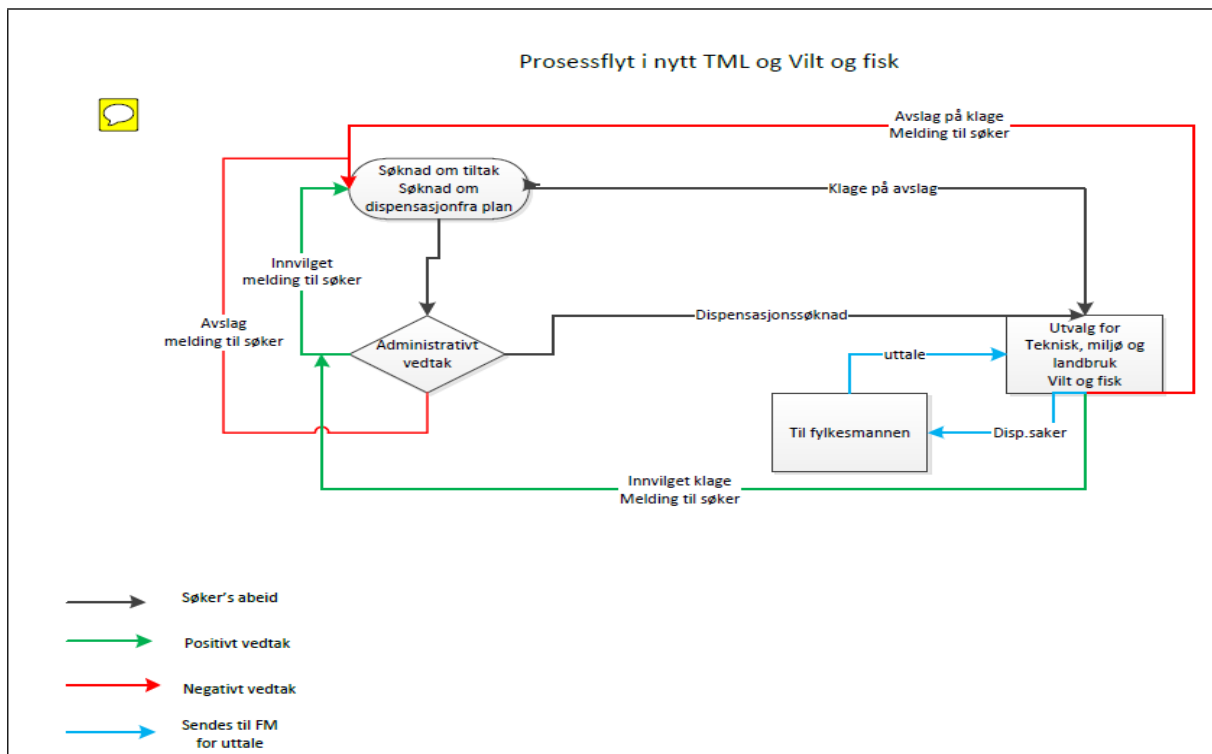 Prosessflyt i nytt TML og Vilt og fisk
Avslag på klage
Melding til søker
Søknad om tiltak
Søknad om
dispensasjonfra plan
Klage på avslag
Innvilget
melding til søker
Avslag
melding til søker
Administrativt
vedtak
Dispensasjonssøknad
Utvalg for
Teknisk, miljø og
landbruk
Vilt og fisk
uttale
Til fylkesmannen
Disp.saker
Innvilget klage
Melding til søker
Søker's abeid
Positivt vedtak
Negativt vedtak
Sendes til FM
for uttale